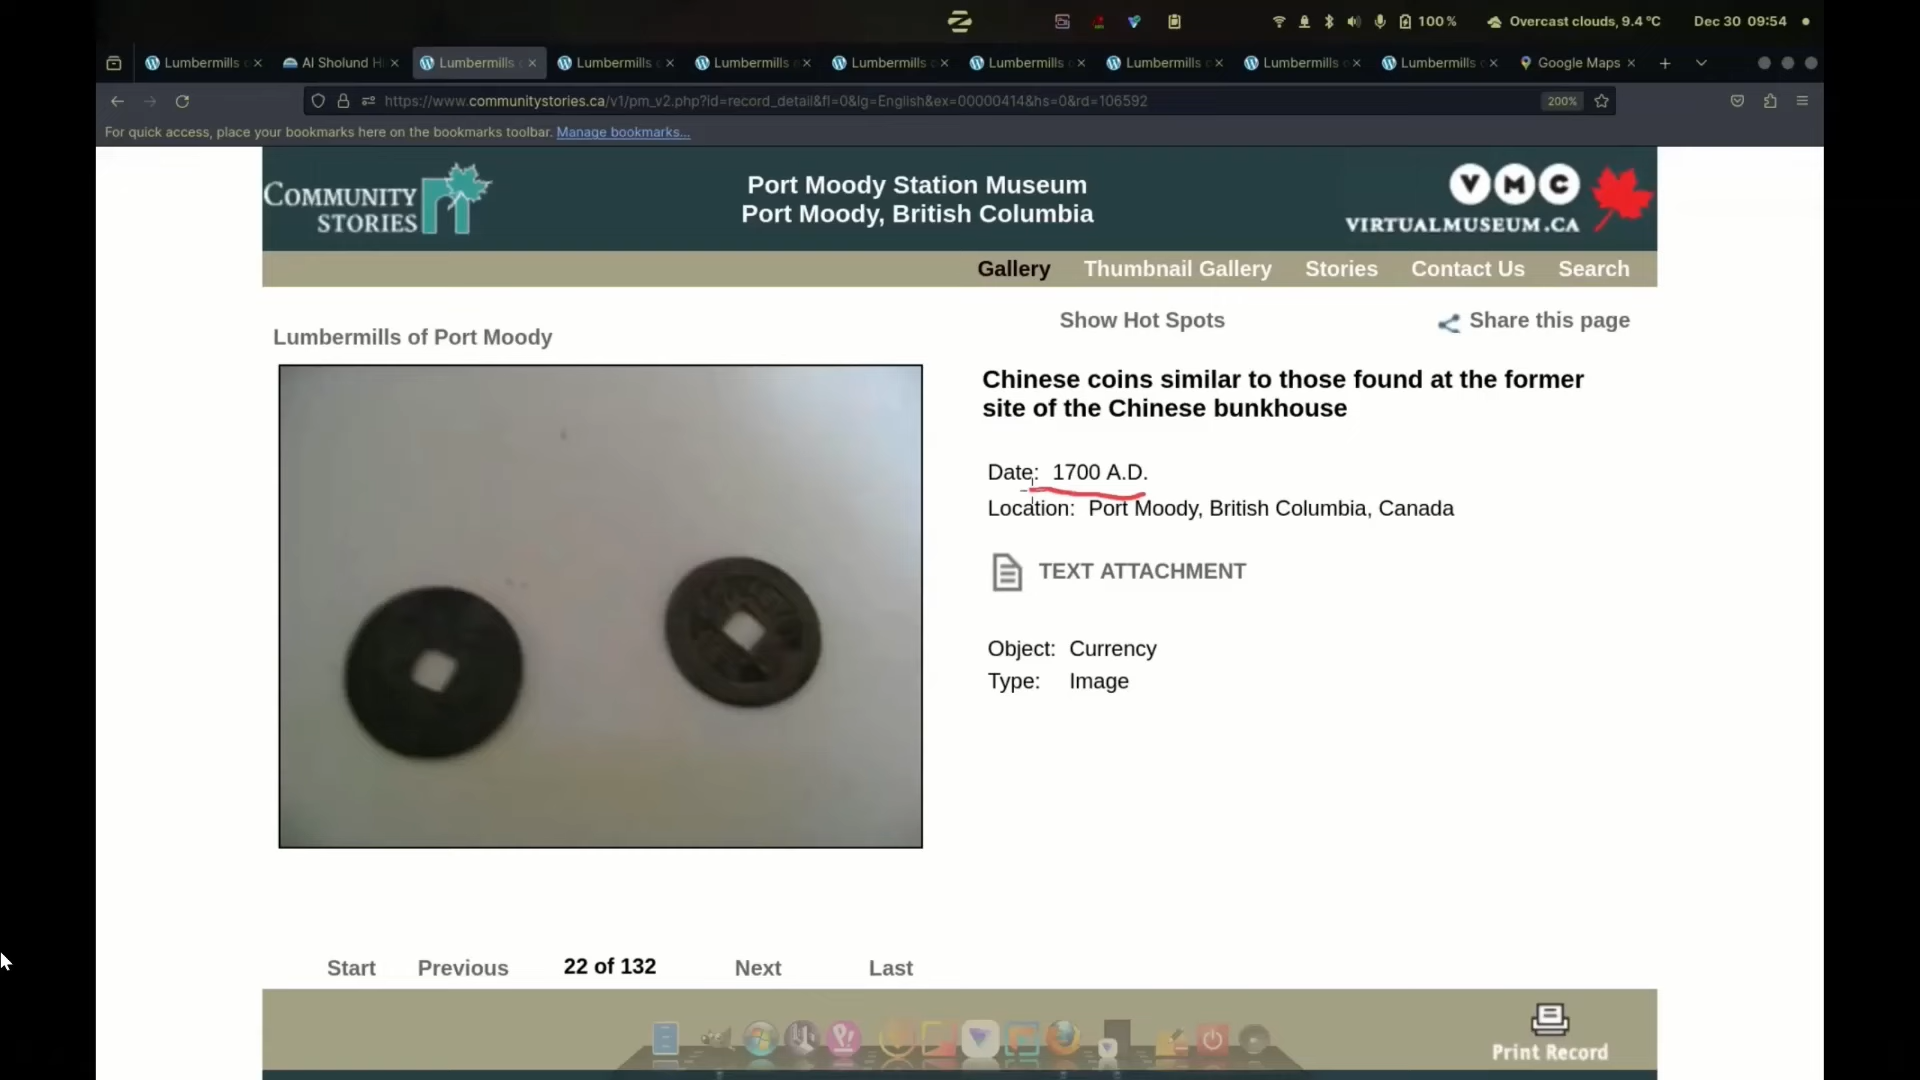 100 %
Overcast clouds, 9.4 °C
Dec 30 09:54
Lumbermills
Al Sholund Hi
Lumbermills
Lumbermills
Lumbermills
Lumbermills
Lumbermills
Lumbermills
Lumbermills
Lumbermills
Google Maps
https://www.communitystories.ca/v1/pm_v2.php?id=record_detail&fl=0&lg=English&ex=00000414&hs=0&rd=106592
200%
For quick access, place your bookmarks here on the bookmarks toolbar. Manage bookmarks...
COMMUNITY
STORIES
Port Moody Station Museum
Port Moody, British Columbia
VMC
VIRTUALMUSEUM.CA
Gallery Thumbnail Gallery Stories Contact Us Search
Show Hot Spots
Share this page
Lumbermills of Port Moody
Chinese coins similar to those found at the former
site of the Chinese bunkhouse
Date: 1700 A.D.
Location: Port Moody, British Columbia, Canada
TEXT ATTACHMENT
Object: Currency
Type: Image
Start Previous 22 of 132 Next Last
Print Record